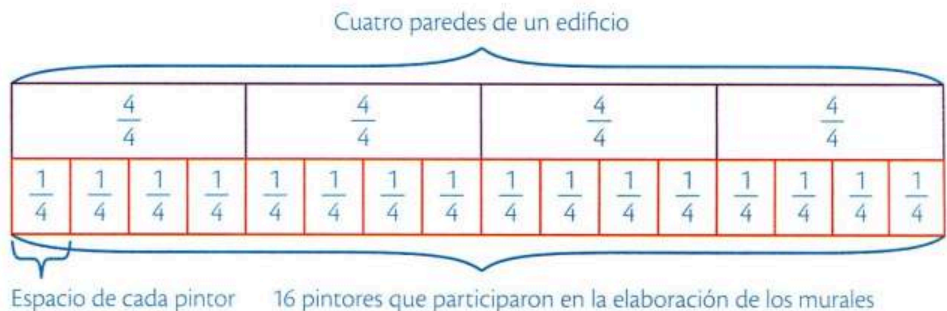 Cuatro paredes de un edificio
4/4 4/4 4/4 4/4
1/4 1/4 1/4 1/4 1/4 1/4 1/4 1/4 1/4 1/4 1/4 1/4 1/4 1/4 1/4 1/4
Espacio de cada pintor 16 pintores que participaron en la elaboración de los murales